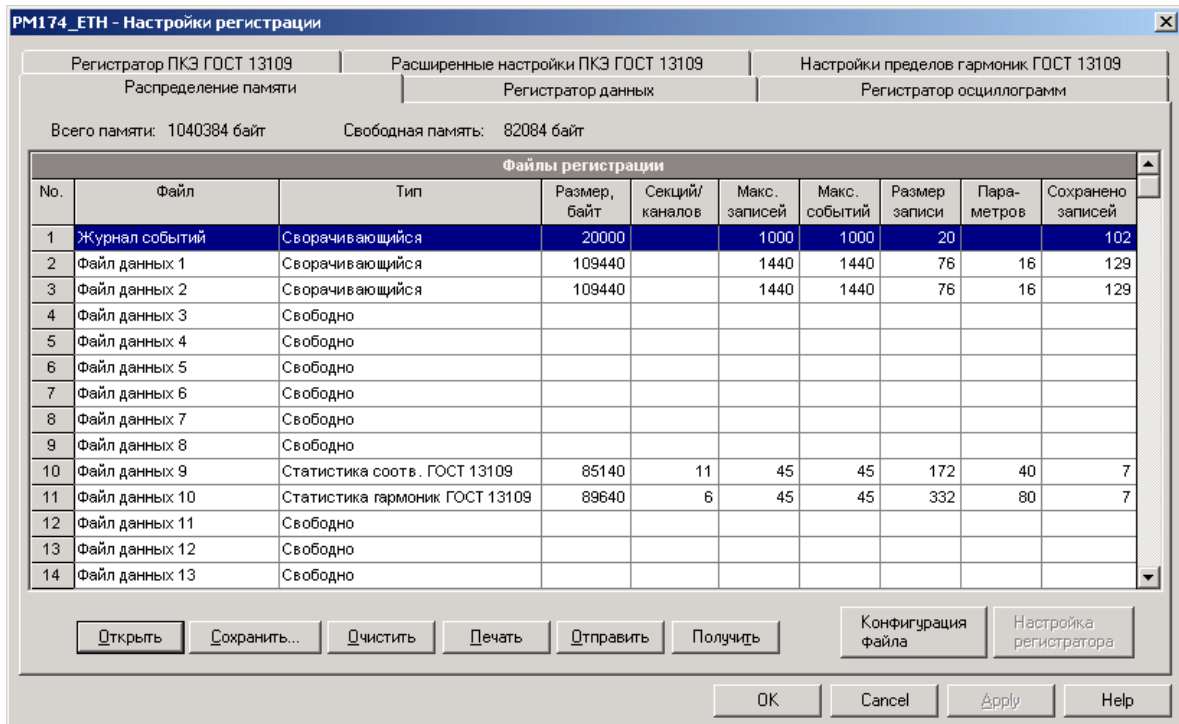 PM174_ETH - Настройки регистрации
Регистратор ПКЭ ГОСТ 13109 Расширенные настройки ПКЭ ГОСТ 13109 Настройки пределов гармоник ГОСТ 13109
Распределение памяти Регистратор данных Регистратор осциллограмм
Всего памяти: 1040384 байт Свободная память: 82084 байт
Файлы регистрации
No. Файл Тип Размер, байт Секций/ каналов Макс. записей Макс. событий Размер записи Пара- метров Сохранено записей
1 Журнал событий Сворачивающийся 20000 1000 1000 20 102
2 Файл данных 1 Сворачивающийся 109440 1440 1440 76 16 129
3 Файл данных 2 Сворачивающийся 109440 1440 1440 76 16 129
4 Файл данных 3 Свободно
5 Файл данных 4 Свободно
6 Файл данных 5 Свободно
7 Файл данных 6 Свободно
8 Файл данных 7 Свободно
9 Файл данных 8 Свободно
10 Файл данных 9 Статистика соотв. ГОСТ 13109 85140 11 45 45 172 40 7
11 Файл данных 10 Статистика гармоник ГОСТ 13109 89640 6 45 45 332 80 7
12 Файл данных 11 Свободно
13 Файл данных 12 Свободно
14 Файл данных 13 Свободно
Открыть Сохранить... Очистить Печать Отправить Получить Конфигурация файла Настройка регистратора
OK Cancel Apply Help